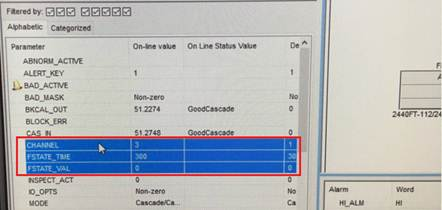 Filtered by:
Alphabetic Categorized
Parameter On-line value On Line Status Value De
ABNORM_ACTIVE
ALERT_KEY 1 1
BAD_ACTIVE
BAD_MASK Non-zero No
BKCAL_OUT 51.2274 GoodCascade 0
BLOCK_ERR
CAS_IN 51.2748 GoodCascade 0
CHANNEL 3 1
FSTATE_TIME 300 30
FSTATE_VAL 0 0
INSPECT_ACT 0 0
IO_OPTS Non-zero No
MODE Cascade/Ca... Ca
F
A
2440FT-112/24
Alarm Word
HI_ALM HI